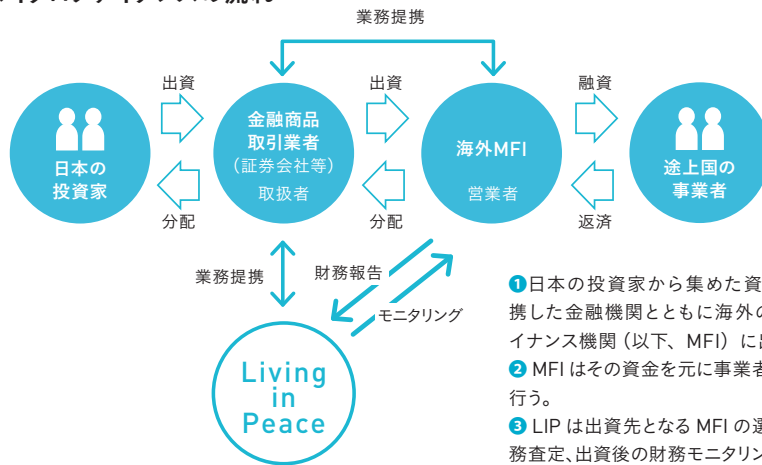 業務提携
出資
出資
融資
日本の
投資家
金融商品
取引業者
(証券会社等)
取扱者
海外MFI
営業者
途上国の
事業者
分配
分配
返済
業務提携
財務報告
モニタリング
Living
in
Peace
❶日本の投資家から集めた資
携した金融機関とともに海外の
イナンス機関(以下、MFI)に
❷ MFIはその資金を元に事業者
行う。
❸ LIPは出資先となるMFIの選
務査定、出資後の財務モニタリン